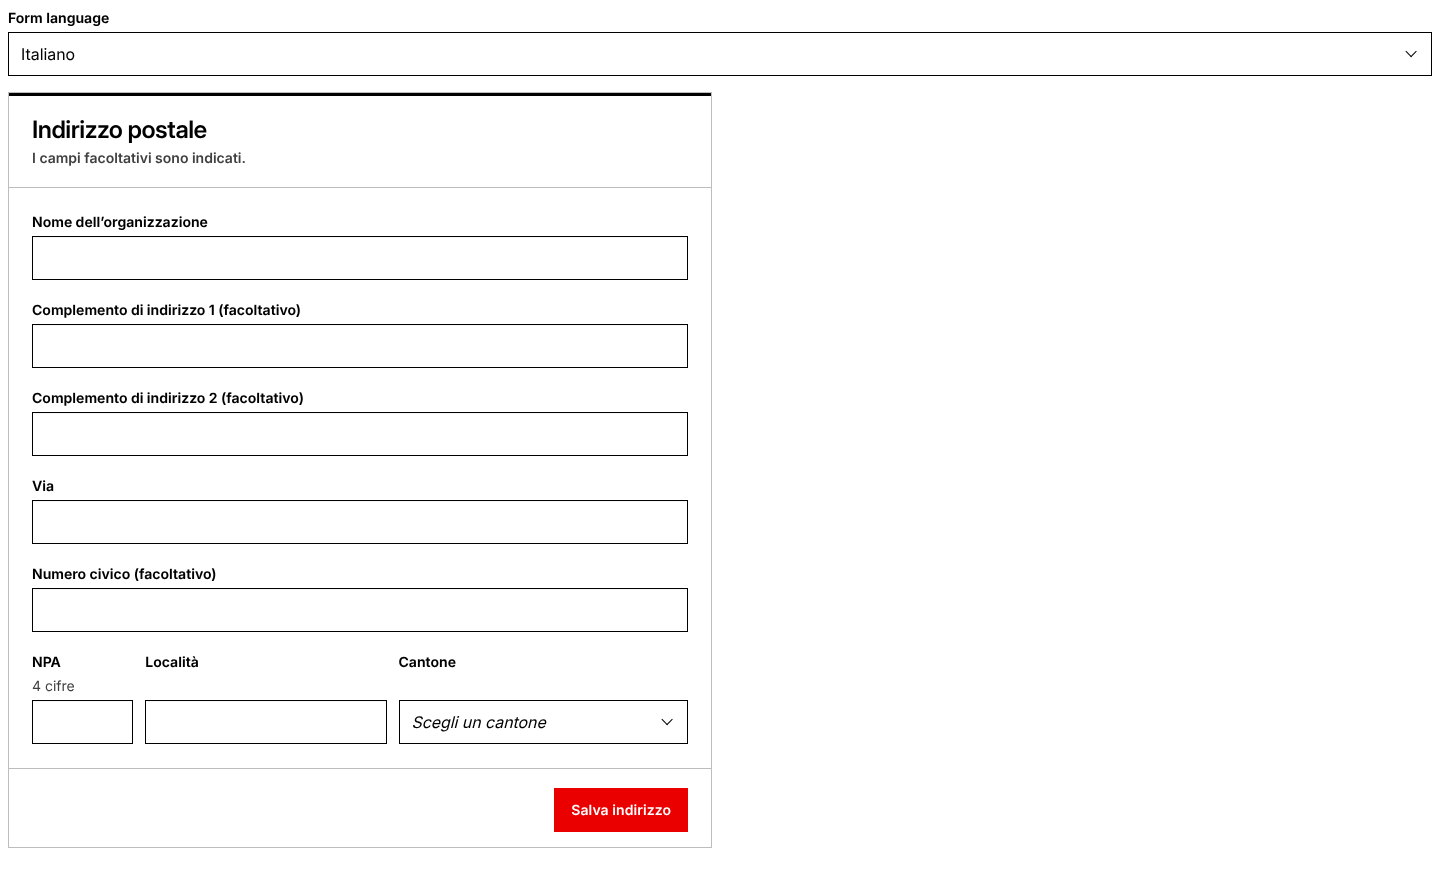 Form language
Italiano
Indirizzo postale
I campi facoltativi sono indicati.
Nome dell’organizzazione
Complemento di indirizzo 1 (facoltativo)
Complemento di indirizzo 2 (facoltativo)
Via
Numero civico (facoltativo)
NPA
4 cifre
Località
Cantone
Scegli un cantone
Salva indirizzo